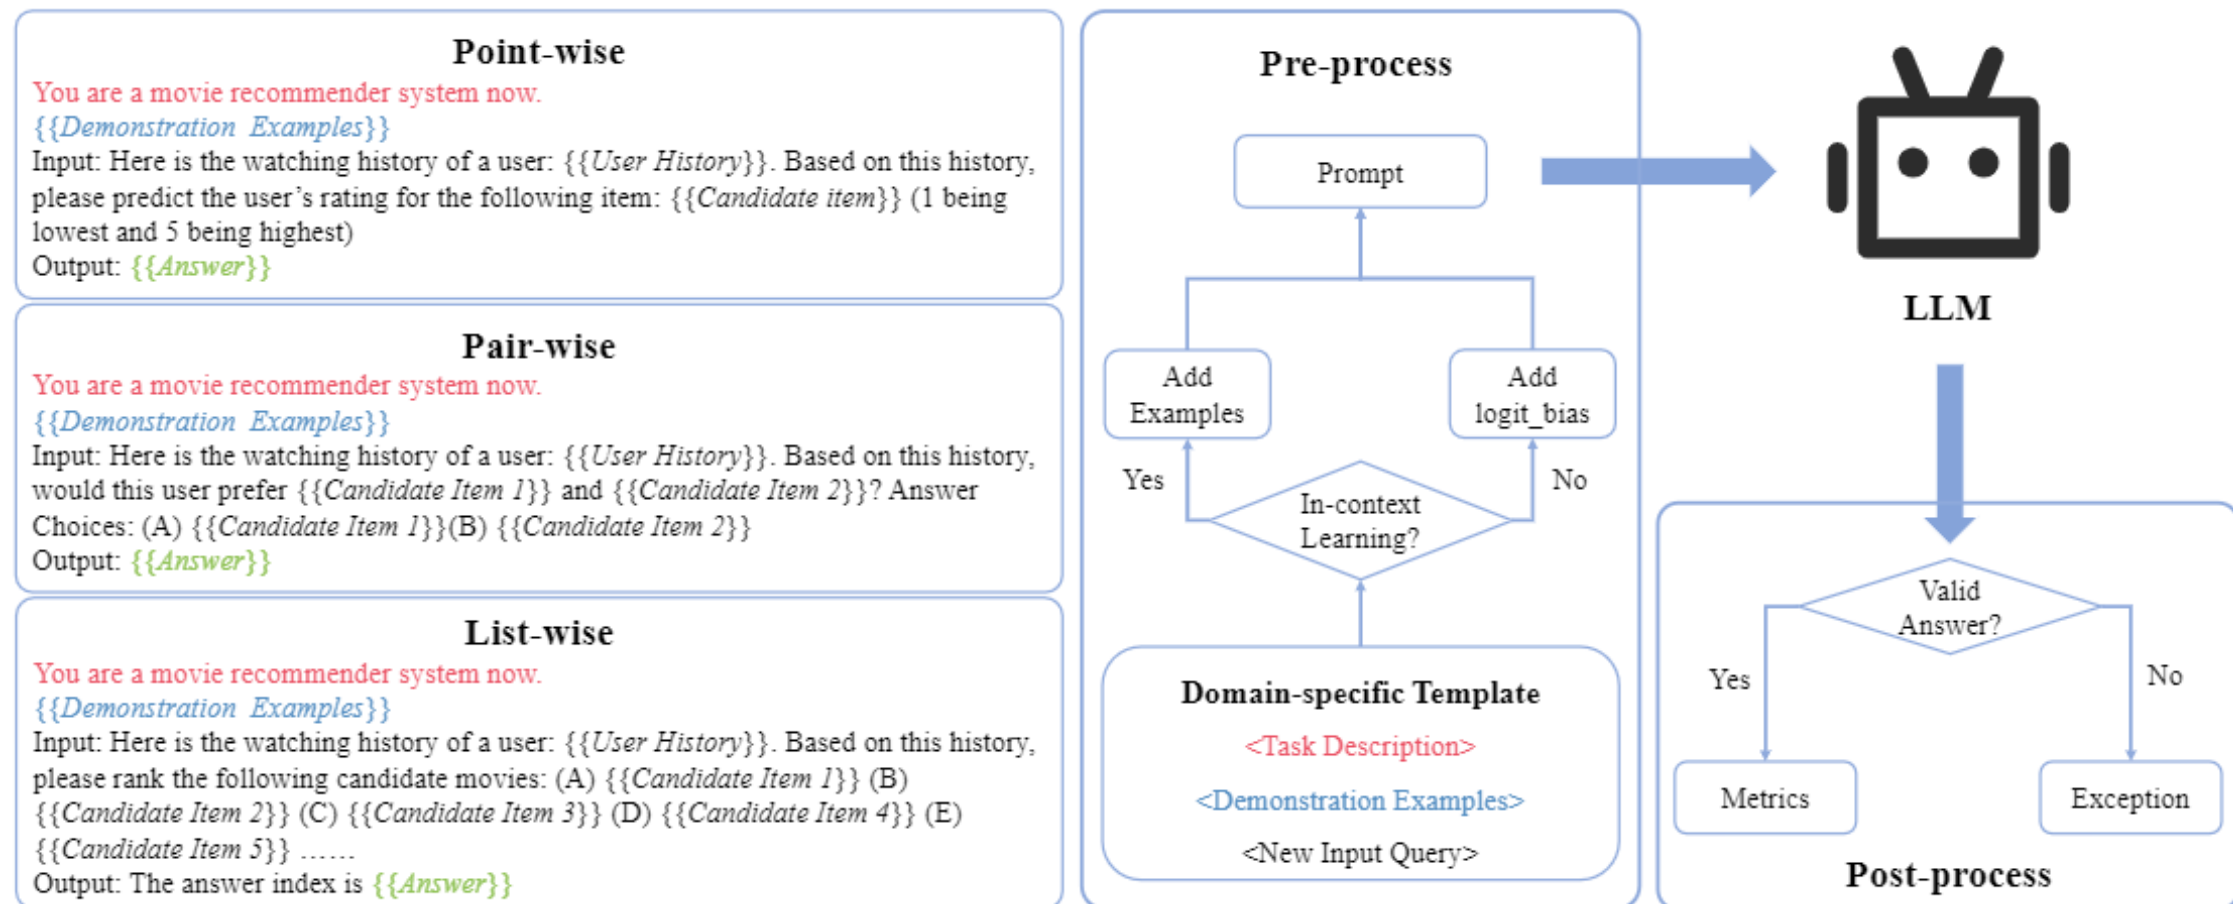 Point-wise
You are a movie recommender system now.
{{Demonstration Examples}}
Input: Here is the watching history of a user: {{User History}}. Based on this history,
please predict the user's rating for the following item: {{Candidate item}} (1 being
lowest and 5 being highest)
Output: {{Answer}}
Pair-wise
You are a movie recommender system now.
{{Demonstration Examples}}
Input: Here is the watching history of a user: {{User History}}. Based on this history,
would this user prefer {{Candidate Item 1}} and {{Candidate Item 2}}? Answer
Choices: (A) {{Candidate Item 1}}(B) {{Candidate Item 2}}
Output: {{Answer}}
List-wise
You are a movie recommender system now.
{{Demonstration Examples}}
Input: Here is the watching history of a user: {{User History}}. Based on this history,
please rank the following candidate movies: (A) {{Candidate Item 1}} (B)
{{Candidate Item 2}} (C) {{Candidate Item 3}} (D) {{Candidate Item 4}} (E)
{{Candidate Item 5}} ……
Output: The answer index is {{Answer}}
Pre-process
Prompt
Add
Examples
Add
logit_bias
Yes
No
In-context
Learning?
Domain-specific Template
<Task Description>
<Demonstration Examples>
<New Input Query>
LLM
Valid
Answer?
Yes
No
Metrics
Exception
Post-process